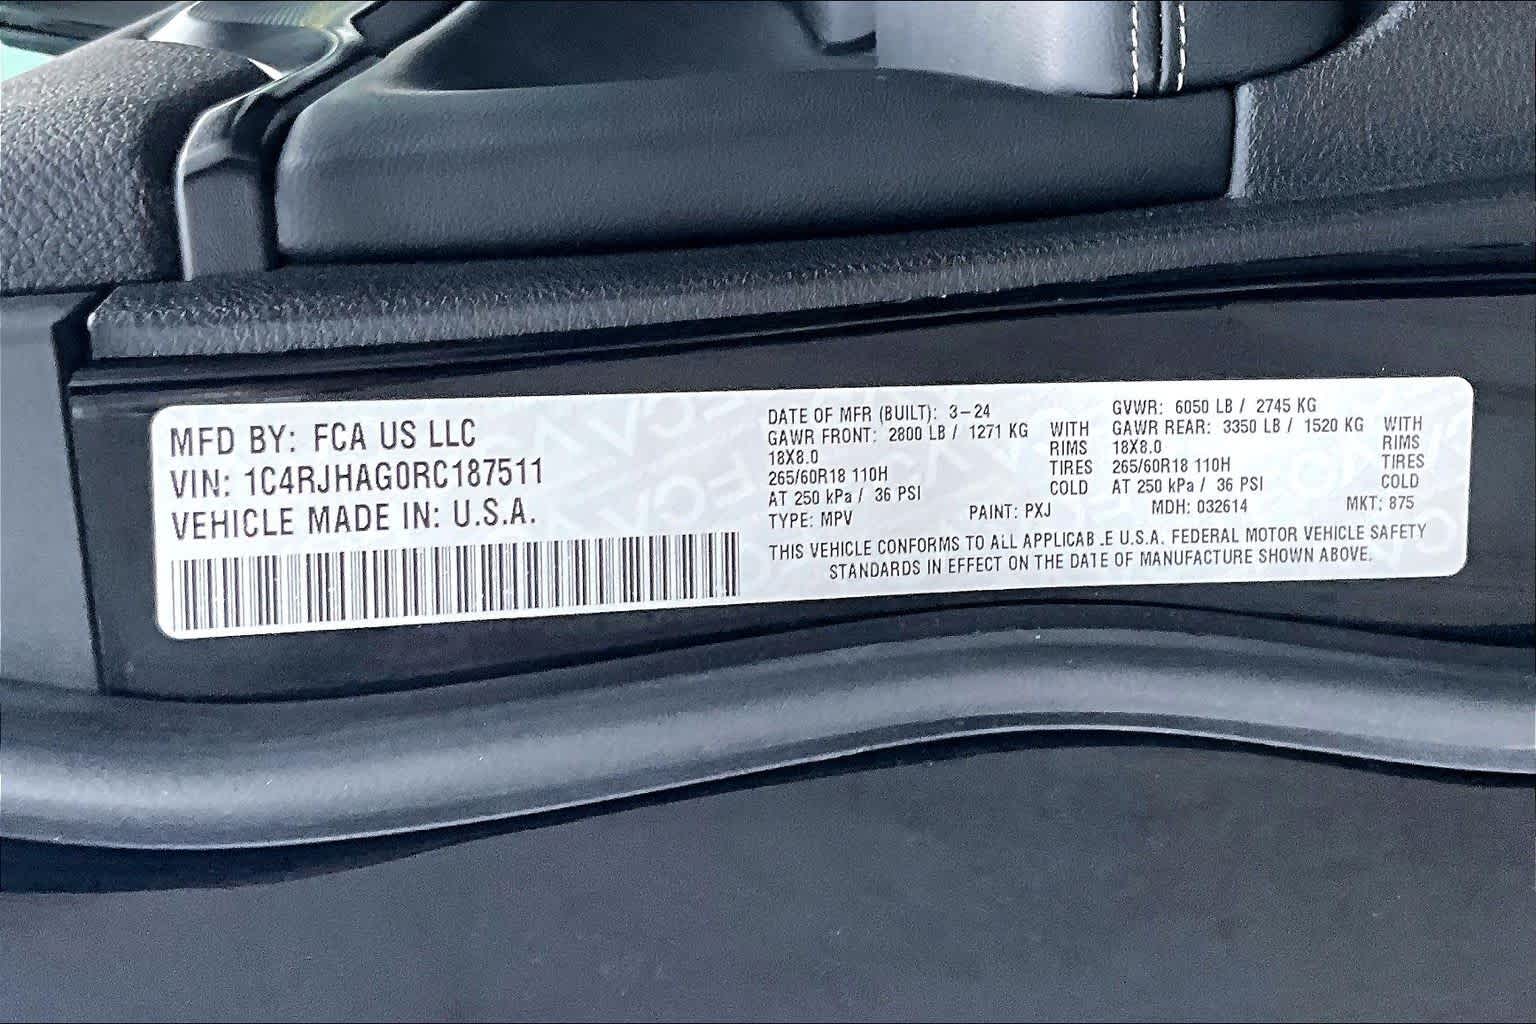 MFD BY: FCA US LLC
VIN: 1C4RJHAG0RC187511
VEHICLE MADE IN: U.S.A.
DATE OF MFR (BUILT): 3-24
GAWR FRONT: 2800 LB / 1271 KG WITH
18X8.0 RIMS
265/60R18 110H TIRES
AT 250 kPa / 36 PSI COLD
TYPE: MPV PAINT: PXJ
GVWR: 6050 LB / 2745 KG
GAWR REAR: 3350 LB / 1520 KG WITH
18X8.0 RIMS
265/60R18 110H TIRES
AT 250 kPa / 36 PSI COLD
MDH: 032614 MKT: 875
THIS VEHICLE CONFORMS TO ALL APPLICAB.E U.S.A. FEDERAL MOTOR VEHICLE SAFETY
STANDARDS IN EFFECT ON THE DATE OF MANUFACTURE SHOWN ABOVE.